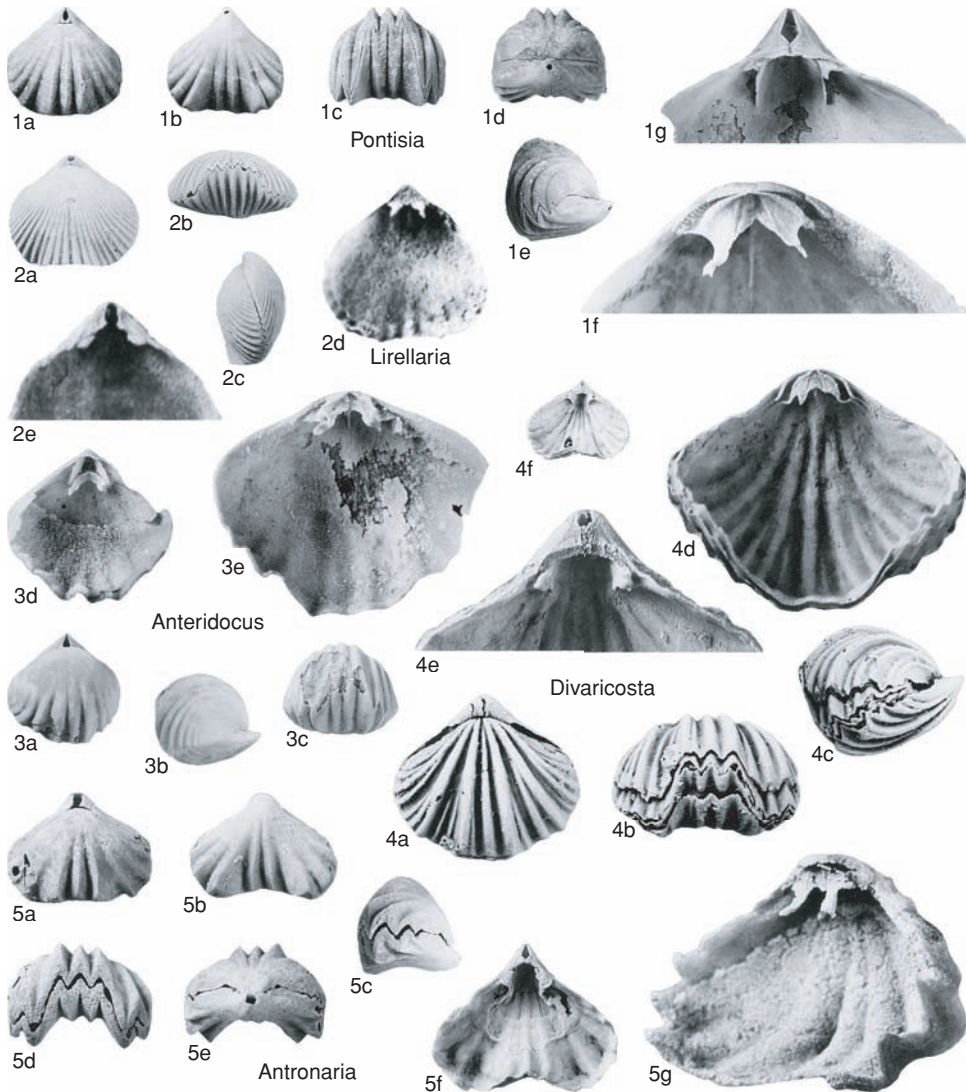 1a
1b
1c
1d
1g
Pontisia
2a
2b
1e
2c
2d
1f
Lirellaria
2e
4f
3d
3e
4d
Anteridocus
4e
Divaricosta
3a
3b
3c
4c
4a
4b
5a
5b
5c
5d
5e
Antronaria
5f
5g